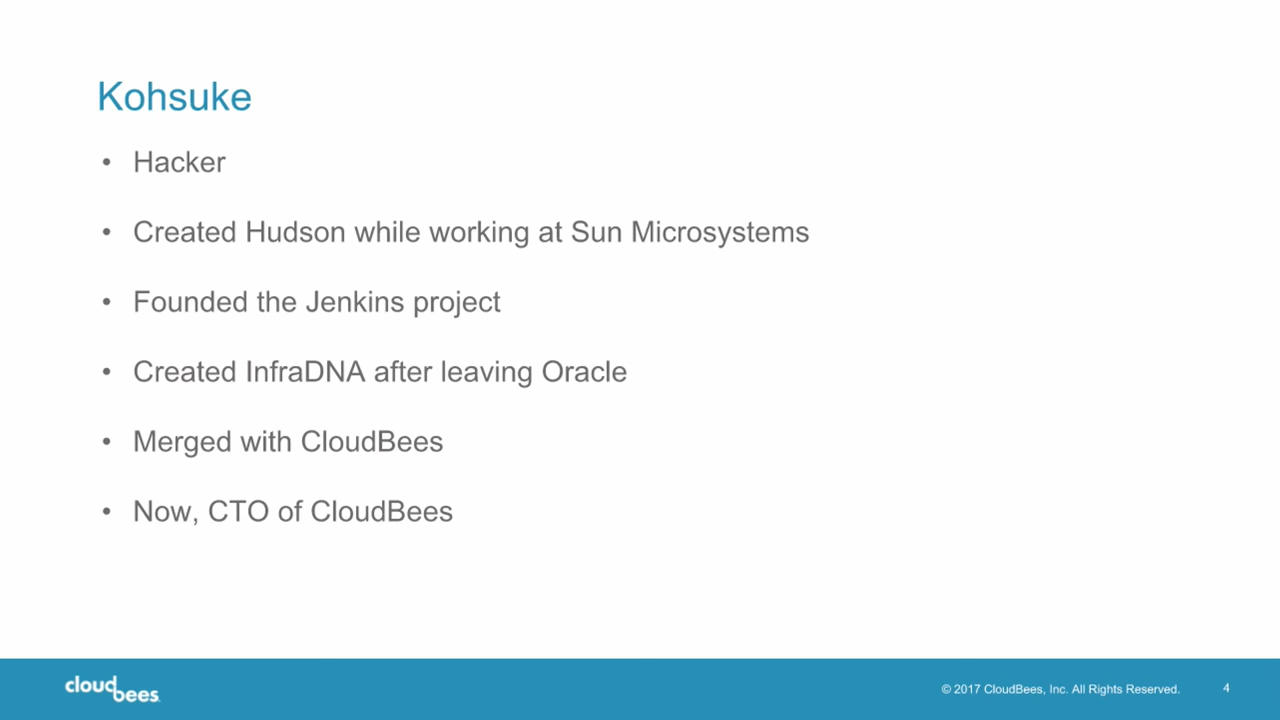 Kohsuke
• Hacker
• Created Hudson while working at Sun Microsystems
• Founded the Jenkins project
• Created InfraDNA after leaving Oracle
• Merged with CloudBees
• Now, CTO of CloudBees
cloudbees
© 2017 CloudBees, Inc. All Rights Reserved.
4